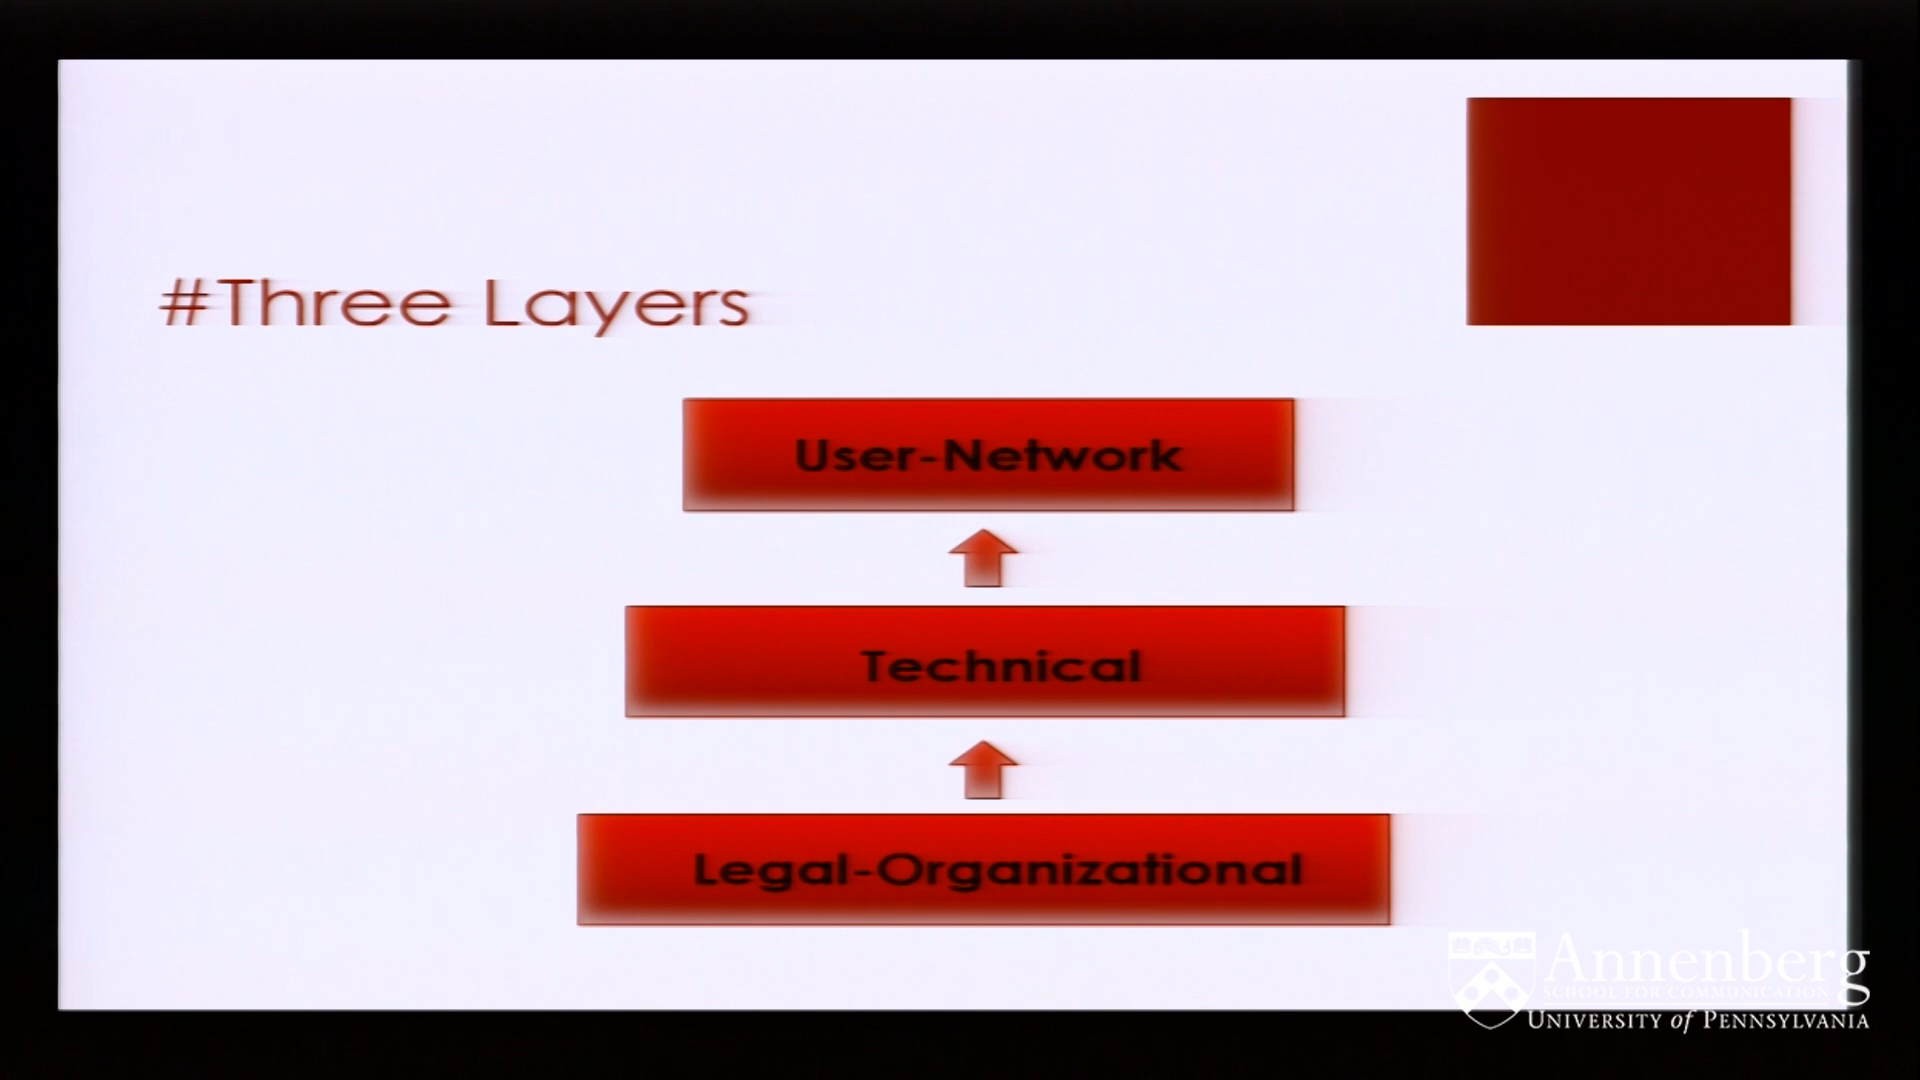 #Three Layers
User-Network
Technical
Legal-Organizational
Annenberg
SCHOOL FOR COMMUNICATION
UNIVERSITY of PENNSYLVANIA